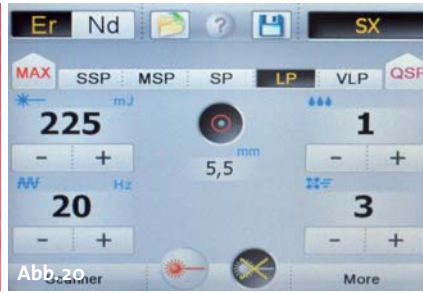 Er Nd ? SX
MAX SSP MSP SP LP VLP QSP
mJ
225 1
- + mm - +
5,5
Hz
20 3
- + - +
Abb.20
Scanner More